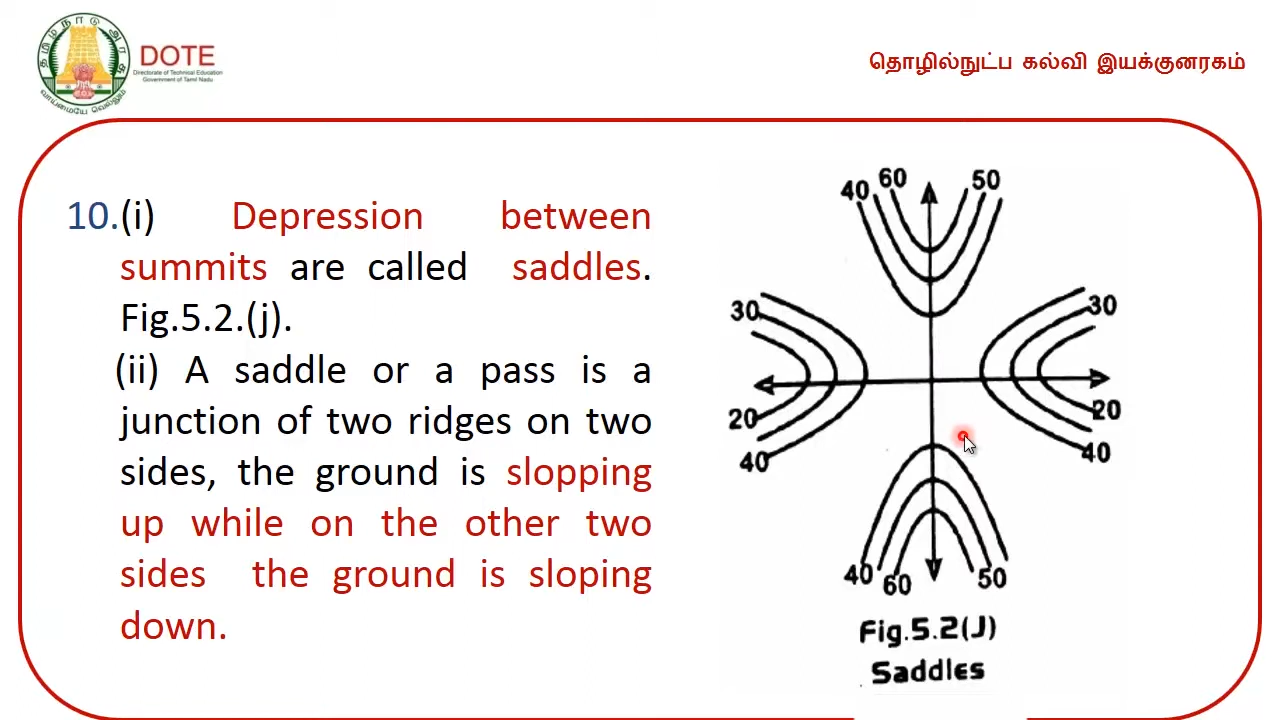 தமிழ்நாடு அரசு
வாய்மையே வெல்லும்
DOTE
Directorate of Technical Education
Government of Tamil Nadu
தொழில்நுட்ப கல்வி இயக்குனரகம்
10.(i) Depression between
summits are called saddles.
Fig.5.2.(j).
(ii) A saddle or a pass is a
junction of two ridges on two
sides, the ground is slopping
up while on the other two
sides the ground is sloping
down.
40 60 50
30 30
20 20
40 40
40 60 50
Fig.5.2(J)
Saddles